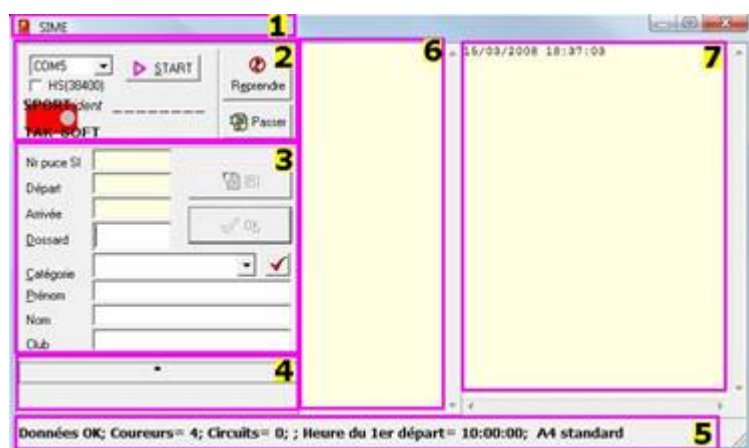 SIME
1
2
COM5
START
HS(38400)
Reprendre
SPORTident
Passer
TAK-SOFT
3
Nr puce SI
Départ
Arrivée
OK
Dossard
Catégorie
Prénom
Nom
Club
4
6
15/03/2008 18:37:03
7
Données OK; Coureurs= 4; Circuits= 0; ; Heure du 1er départ= 10:00:00; A4 standard
5